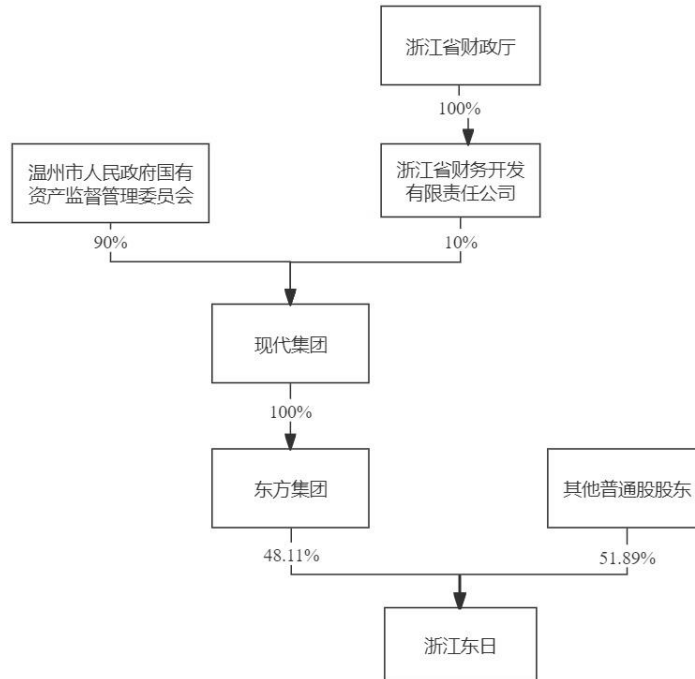 浙江省财政厅
100%
温州市人民政府国有
资产监督管理委员会
浙江省财务开发
有限责任公司
90%
10%
现代集团
100%
东方集团
其他普通股股东
48.11%
51.89%
浙江东日